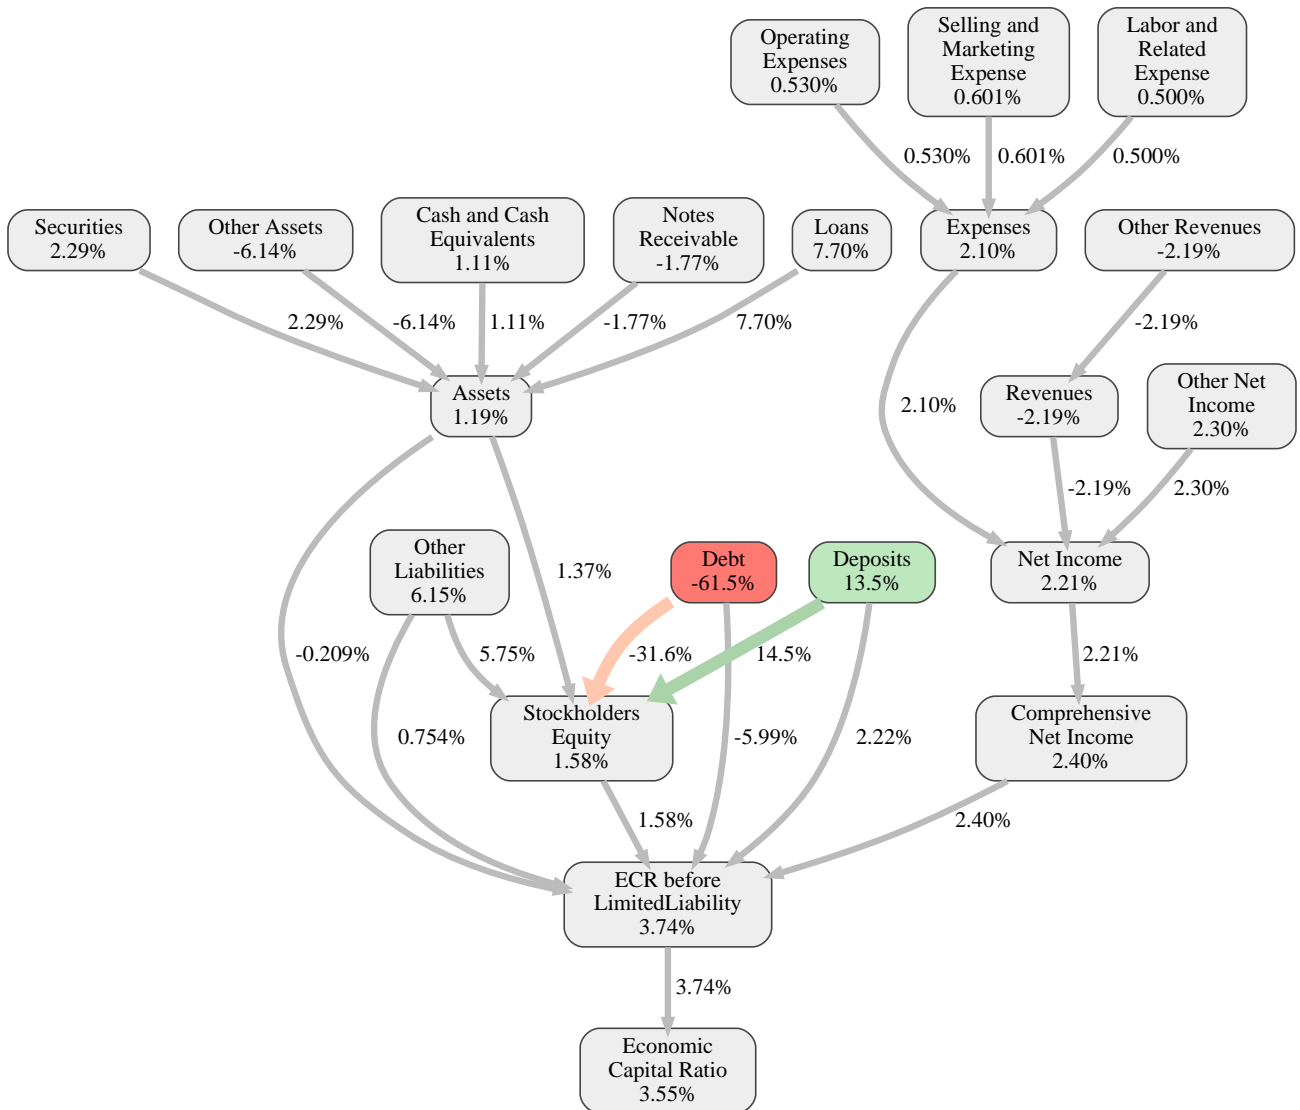 Operating
Expenses
0.530%
Selling and
Marketing
Expense
0.601%
Labor and
Related
Expense
0.500%
0.530%
0.601%
0.500%
Securities
2.29%
Other Assets
-6.14%
Cash and Cash
Equivalents
1.11%
Notes
Receivable
-1.77%
Loans
7.70%
Expenses
2.10%
Other Revenues
-2.19%
2.29%
-6.14%
1.11%
-1.77%
7.70%
-2.19%
Assets
1.19%
2.10%
Revenues
-2.19%
Other Net
Income
2.30%
-2.19%
2.30%
Other
Liabilities
6.15%
1.37%
Debt
-61.5%
Deposits
13.5%
Net Income
2.21%
-0.209%
5.75%
-31.6%
14.5%
2.21%
0.754%
Stockholders
Equity
1.58%
-5.99%
2.22%
Comprehensive
Net Income
2.40%
1.58%
2.40%
ECR before
LimitedLiability
3.74%
3.74%
Economic
Capital Ratio
3.55%